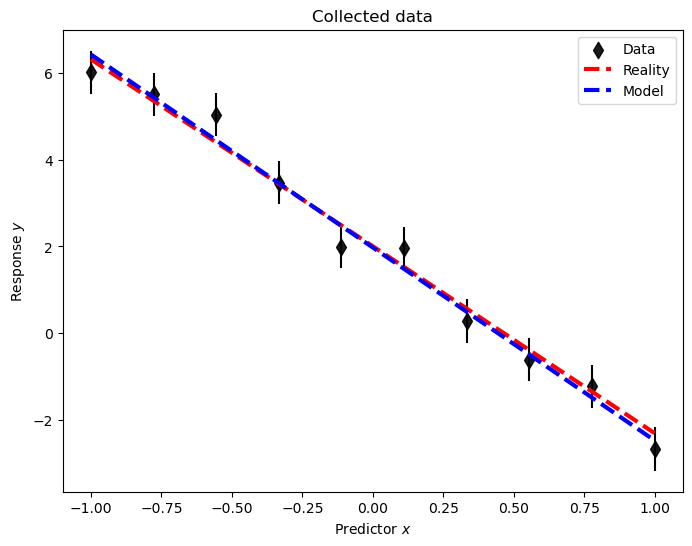 Collected data
Data
Reality
Model
6
4
2
0
−2
Response y
−1.00 −0.75 −0.50 −0.25 0.00 0.25 0.50 0.75 1.00
Predictor x